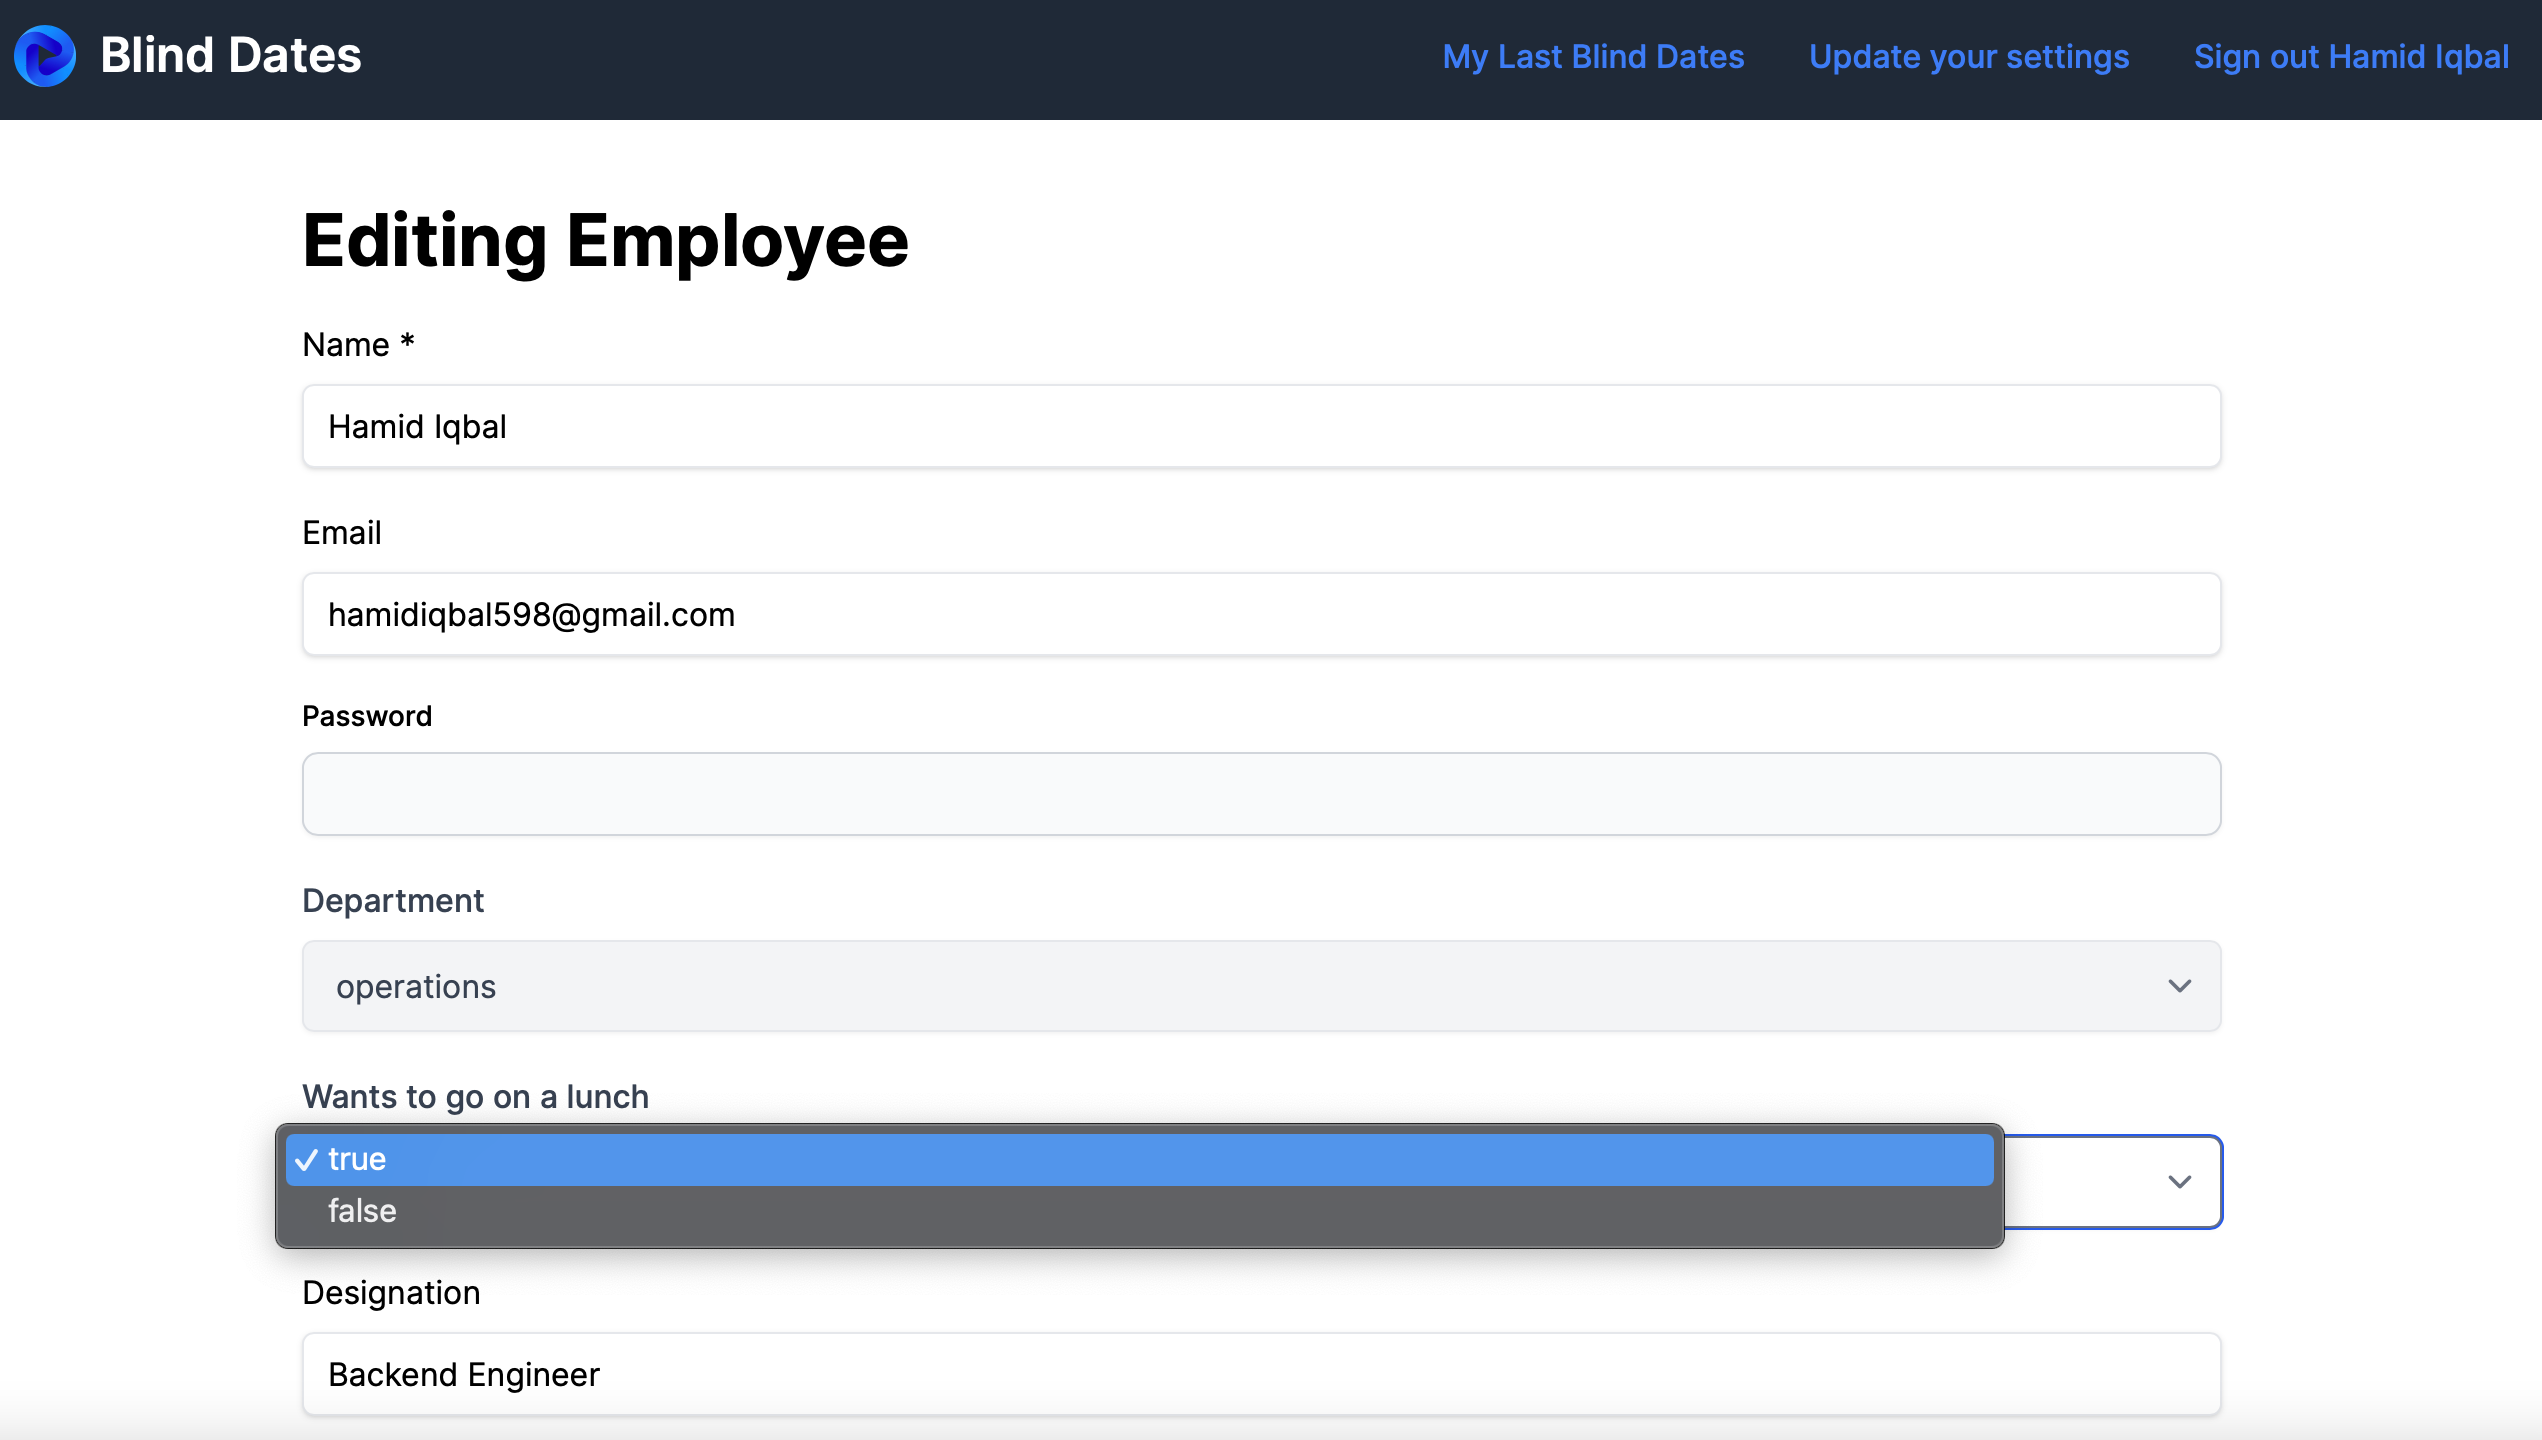 Blind Dates
My Last Blind Dates
Update your settings
Sign out Hamid Iqbal
Editing Employee
Name *
Hamid Iqbal
Email
hamidiqbal598@gmail.com
Password
Department
operations
Wants to go on a lunch
true
false
Designation
Backend Engineer